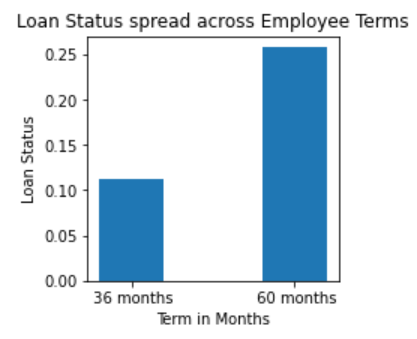 Loan Status spread across Employee Terms
0.25
0.20
0.15
0.10
0.05
0.00
Loan Status
36 months 60 months
Term in Months